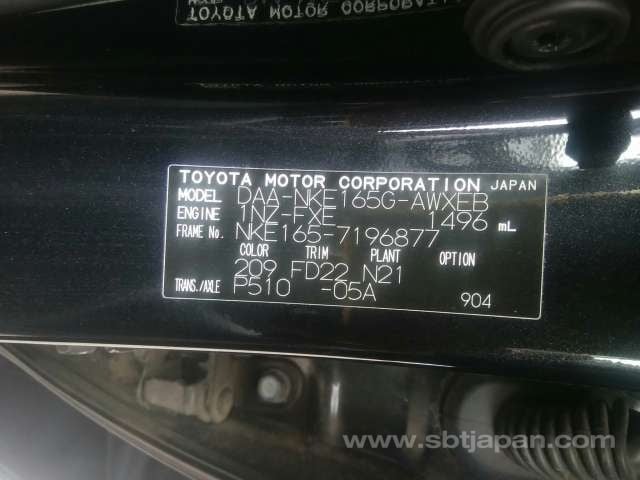 TOYOTA MOTOR CORPORATI
TOYOTA MOTOR CORPORATION JAPAN
MODEL DAA-NKE165G-AWXEB
ENGINE 1NZ-FXE 1496 mL
FRAME No. NKE165-7196877
COLOR TRIM PLANT OPTION
209 FD22 N21
TRANS./AXLE P510 -05A
904
www.sbtjapan.com